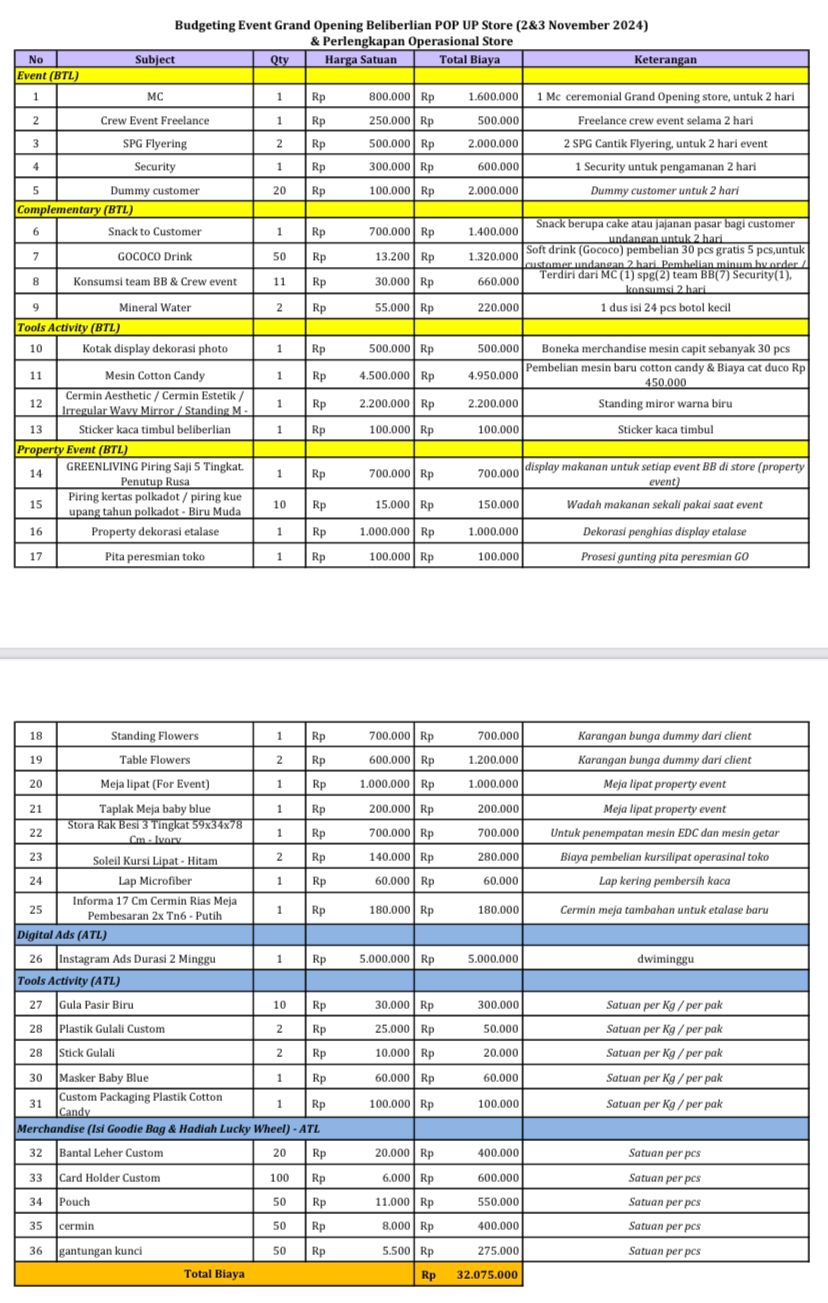 Budgeting Event Grand Opening Beliberlian POP UP Store (2&3 November 2024)
& Perlengkapan Operasional Store
No Subject Qty Harga Satuan Total Biaya Keterangan
Event (BTL)
1 MC 1 Rp 800.000 Rp 1.600.000 1 Mc ceremonial Grand Opening store, untuk 2 hari
2 Crew Event Freelance 1 Rp 250.000 Rp 500.000 Freelance crew event selama 2 hari
3 SPG Flyering 2 Rp 500.000 Rp 2.000.000 2 SPG Cantik Flyering, untuk 2 hari event
4 Security 1 Rp 300.000 Rp 600.000 1 Security untuk pengamanan 2 hari
5 Dummy customer 20 Rp 100.000 Rp 2.000.000 Dummy customer untuk 2 hari
Complementary (BTL)
6 Snack to Customer 1 Rp 700.000 Rp 1.400.000 Snack berupa cake atau jajanan pasar bagi customer
undangan untuk 2 hari
7 GOCOCO Drink 50 Rp 13.200 Rp 1.320.000 Soft drink (Gococo) pembelian 30 pcs gratis 5 pcs,untuk
customer undangan 2 hari. Pembelian minum by order /
8 Konsumsi team BB & Crew event 11 Rp 30.000 Rp 660.000 Terdiri dari MC (1) spg(2) team BB(7) Security(1),
konsumsi 2 hari
9 Mineral Water 2 Rp 55.000 Rp 220.000 1 dus isi 24 pcs botol kecil
Tools Activity (BTL)
10 Kotak display dekorasi photo 1 Rp 500.000 Rp 500.000 Boneka merchandise mesin capit sebanyak 30 pcs
11 Mesin Cotton Candy 1 Rp 4.500.000 Rp 4.950.000 Pembelian mesin baru cotton candy & Biaya cat duco Rp
450.000
12 Cermin Aesthetic / Cermin Estetik /
Irregular Wavy Mirror / Standing M - 1 Rp 2.200.000 Rp 2.200.000 Standing miror warna biru
13 Sticker kaca timbul beliberlian 1 Rp 100.000 Rp 100.000 Sticker kaca timbul
Property Event (BTL)
14 GREENLIVING Piring Saji 5 Tingkat.
Penutup Rusa 1 Rp 700.000 Rp 700.000 display makanan untuk setiap event BB di store (property
event)
15 Piring kertas polkadot / piring kue
upang tahun polkadot - Biru Muda 10 Rp 15.000 Rp 150.000 Wadah makanan sekali pakai saat event
16 Property dekorasi etalase 1 Rp 1.000.000 Rp 1.000.000 Dekorasi penghias display etalase
17 Pita peresmian toko 1 Rp 100.000 Rp 100.000 Prosesi gunting pita peresmian GO
18 Standing Flowers 1 Rp 700.000 Rp 700.000 Karangan bunga dummy dari client
19 Table Flowers 2 Rp 600.000 Rp 1.200.000 Karangan bunga dummy dari client
20 Meja lipat (For Event) 1 Rp 1.000.000 Rp 1.000.000 Meja lipat property event
21 Taplak Meja baby blue 1 Rp 200.000 Rp 200.000 Meja lipat property event
22 Stora Rak Besi 3 Tingkat 59x34x78
Cm - Ivory 1 Rp 700.000 Rp 700.000 Untuk penempatan mesin EDC dan mesin getar
23 Soleil Kursi Lipat - Hitam 2 Rp 140.000 Rp 280.000 Biaya pembelian kursilipat operasinal toko
24 Lap Microfiber 1 Rp 60.000 Rp 60.000 Lap kering pembersih kaca
25 Informa 17 Cm Cermin Rias Meja
Pembesaran 2x Tn6 - Putih 1 Rp 180.000 Rp 180.000 Cermin meja tambahan untuk etalase baru
Digital Ads (ATL)
26 Instagram Ads Durasi 2 Minggu 1 Rp 5.000.000 Rp 5.000.000 dwiminggu
Tools Activity (ATL)
27 Gula Pasir Biru 10 Rp 30.000 Rp 300.000 Satuan per Kg / per pak
28 Plastik Gulali Custom 2 Rp 25.000 Rp 50.000 Satuan per Kg / per pak
28 Stick Gulali 2 Rp 10.000 Rp 20.000 Satuan per Kg / per pak
30 Masker Baby Blue 1 Rp 60.000 Rp 60.000 Satuan per Kg / per pak
31 Custom Packaging Plastik Cotton
Candy 1 Rp 100.000 Rp 100.000 Satuan per Kg / per pak
Merchandise (Isi Goodie Bag & Hadiah Lucky Wheel) - ATL
32 Bantal Leher Custom 20 Rp 20.000 Rp 400.000 Satuan per pcs
33 Card Holder Custom 100 Rp 6.000 Rp 600.000 Satuan per pcs
34 Pouch 50 Rp 11.000 Rp 550.000 Satuan per pcs
35 cermin 50 Rp 8.000 Rp 400.000 Satuan per pcs
36 gantungan kunci 50 Rp 5.500 Rp 275.000 Satuan per pcs
Total Biaya Rp 32.075.000